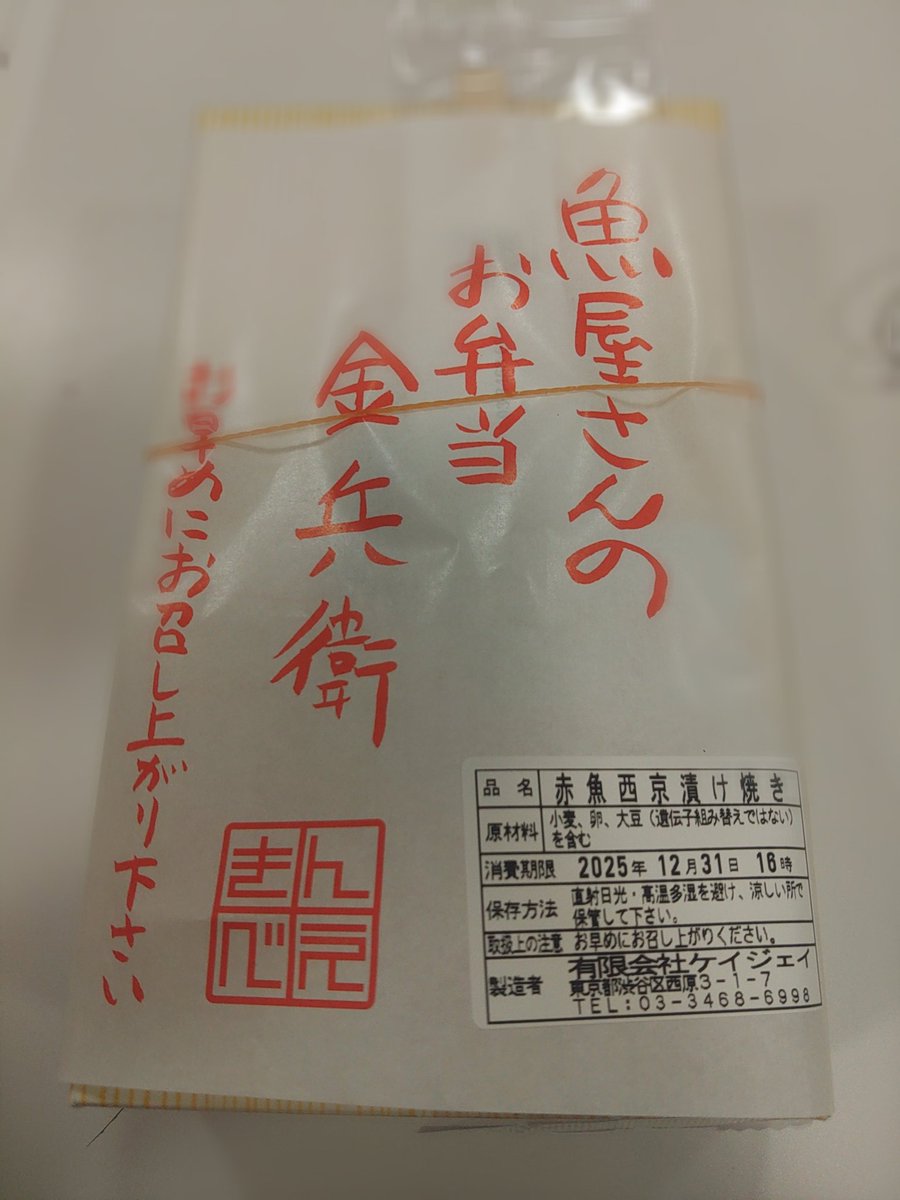 魚屋さんの
お弁当
金兵衛
お早めにお召し上がり下さい
きん
べゑ
品名 赤魚西京漬け焼き
原材料 小麦、卵、大豆（遺伝子組み替えではない）
を含む
消費期限 2025年 12月31日 16時
保存方法 直射日光・高温多湿を避け、涼しい所で
保管して下さい。
取扱上の注意 お早めにお召し上がりください。
製造者 有限会社ケイジェイ
東京都渋谷区西原3-1-7
TEL:03-3468-6998